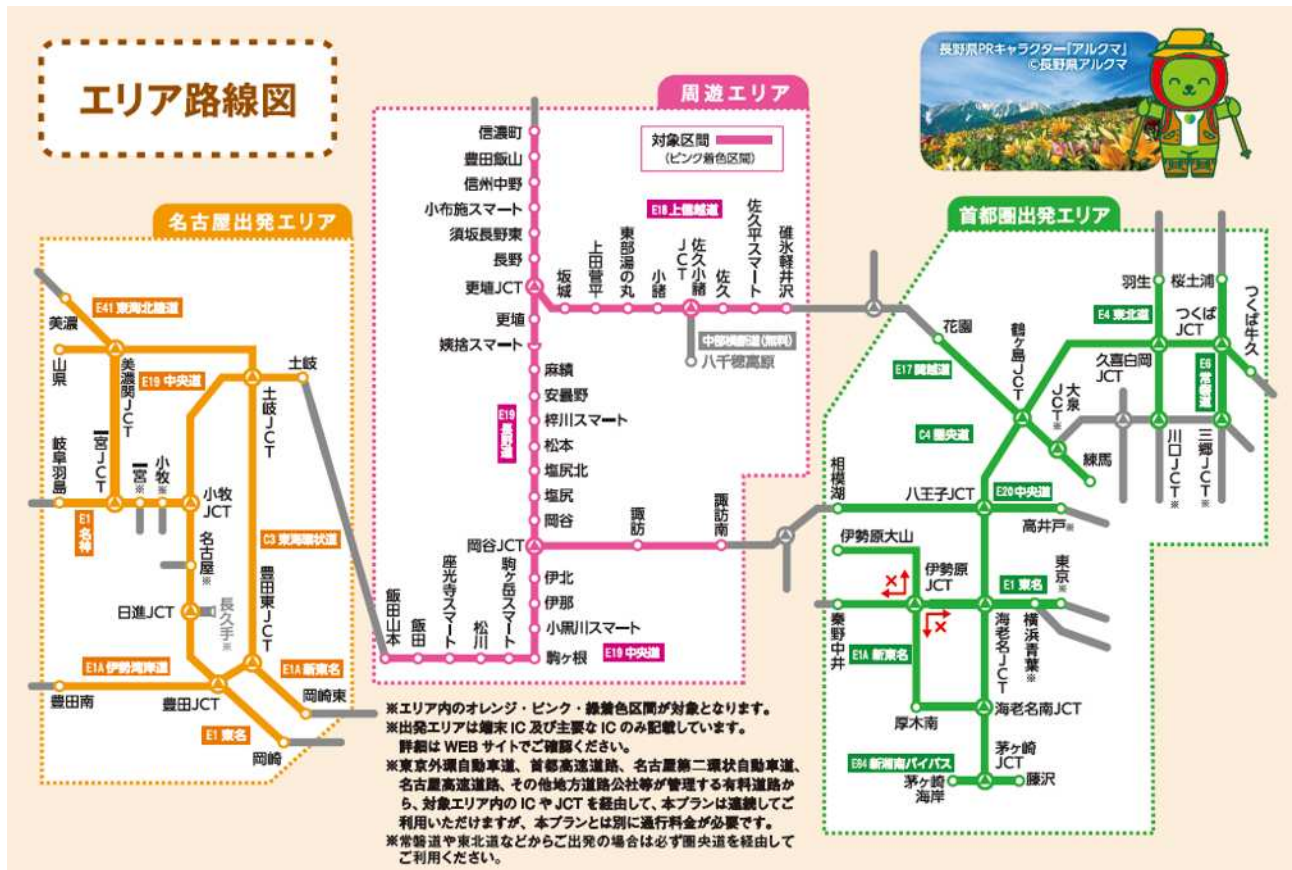 エリア路線図
長野県PRキャラクター「アルクマ」
©長野県アルクマ
周遊エリア
対象区間
(ピンク着色区間)
信濃町
豊田飯山
信州中野
小布施スマート
須坂長野東
長野
更埴JCT
更埴
姨捨スマート
麻績
安曇野
梓川スマート
松本
塩尻北
塩尻
岡谷
岡谷JCT
伊北
伊那
小黒川スマート
駒ヶ根
E18 上信越道
坂城
上田菅平
東部湯の丸
小諸
佐久小諸JCT
佐久
佐久平スマート
碓氷軽井沢
中部横断道(無料)
八千穂高原
E19 長野道
諏訪
諏訪南
飯田山本
飯田
座光寺スマート
松川
駒ヶ岳スマート
E19 中央道
名古屋出発エリア
E41 東海北陸道
美濃
山県
美濃関JCT
E19 中央道
土岐
土岐JCT
岐阜羽島
一宮JCT
一宮※
小牧※
小牧JCT
E1 名神
名古屋※
C3 東海環状道
豊田東JCT
日進JCT
長久手※
E1A 伊勢湾岸道
E1A 新東名
豊田南
豊田JCT
岡崎東
E1 東名
岡崎
首都圏出発エリア
羽生
桜土浦
つくば牛久
E4 東北道
つくばJCT
花園
鶴ヶ島JCT
久喜白岡JCT
E6 常磐道
E17 関越道
大泉JCT※
C4 圏央道
練馬
川口JCT※
三郷JCT※
相模湖
八王子JCT
E20 中央道
高井戸※
伊勢原大山
伊勢原JCT
E1 東名
東京※
秦野中井
海老名JCT
横浜青葉※
E1A 新東名
厚木南
海老名南JCT
茅ヶ崎JCT
E84 新湘南バイパス
茅ヶ崎海岸
藤沢
※エリア内のオレンジ・ピンク・緑着色区間が対象となります。
※出発エリアは端末IC及び主要なICのみ記載しています。
詳細はWEBサイトでご確認ください。
※東京外環自動車道、首都高速道路、名古屋第二環状自動車道、
名古屋高速道路、その他地方道路公社等が管理する有料道路か
ら、対象エリア内のICやJCTを経由して、本プランは連続してご
利用いただけますが、本プランとは別に通行料金が必要です。
※常磐道や東北道などからご出発の場合は必ず圏央道を経由して
ご利用ください。